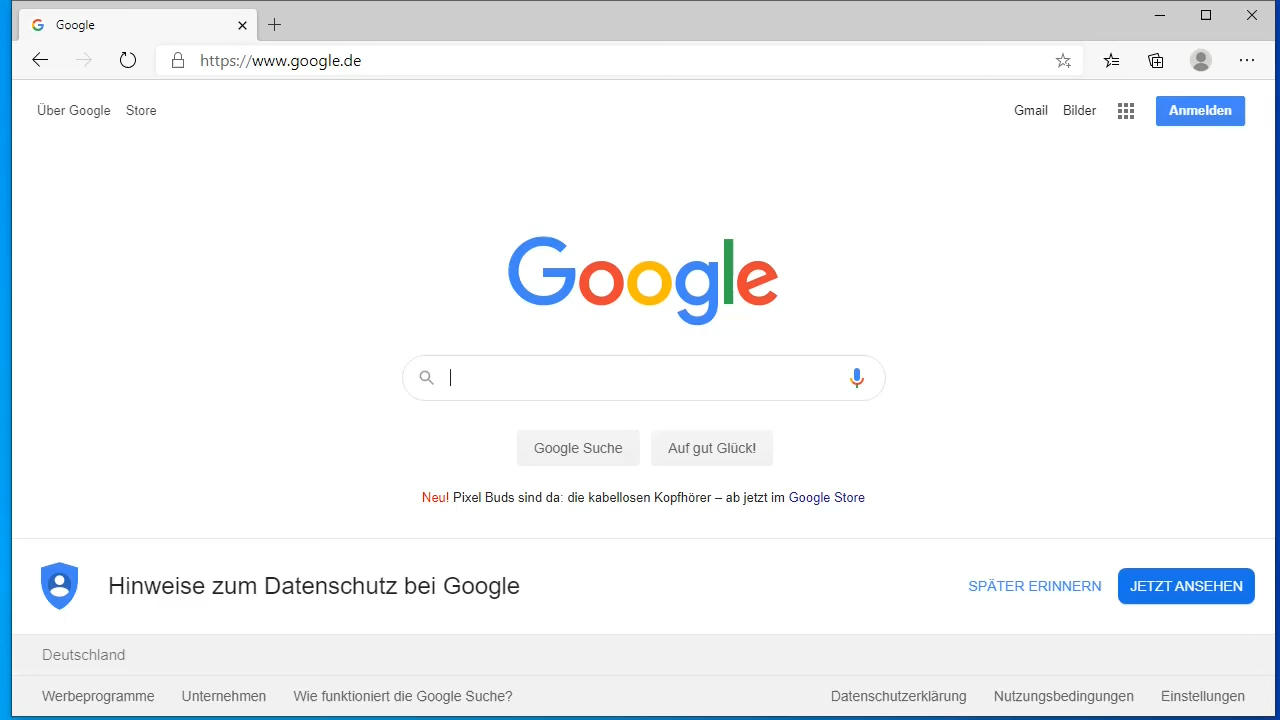 Google
https://www.google.de
Über Google Store Gmail Bilder Anmelden
Google
Google Suche Auf gut Glück!
Neu! Pixel Buds sind da: die kabellosen Kopfhörer – ab jetzt im Google Store
Hinweise zum Datenschutz bei Google SPÄTER ERINNERN JETZT ANSEHEN
Deutschland
Werbeprogramme Unternehmen Wie funktioniert die Google Suche? Datenschutzerklärung Nutzungsbedingungen Einstellungen